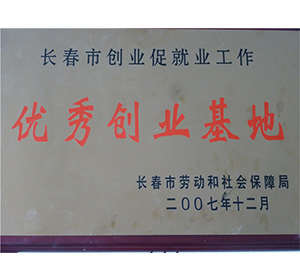 长春市创业促就业工作
优秀创业基地
长春市劳动和社会保障局
二〇〇七年十二月